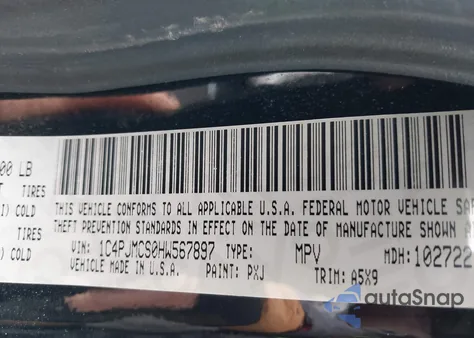 00 LB
T TIRES
I) COLD THIS VEHICLE CONFORMS TO ALL APPLICABLE U.S.A. FEDERAL MOTOR VEHICLE SAF
TIRES THEFT PREVENTION STANDARDS IN EFFECT ON THE DATE OF MANUFACTURE SHOWN A
I) COLD VIN: 1C4PJMCS0HW567897 TYPE: MPV MDH: 102722
VEHICLE MADE IN U.S.A. PAINT: PXJ TRIM: A5X9
autoSnap